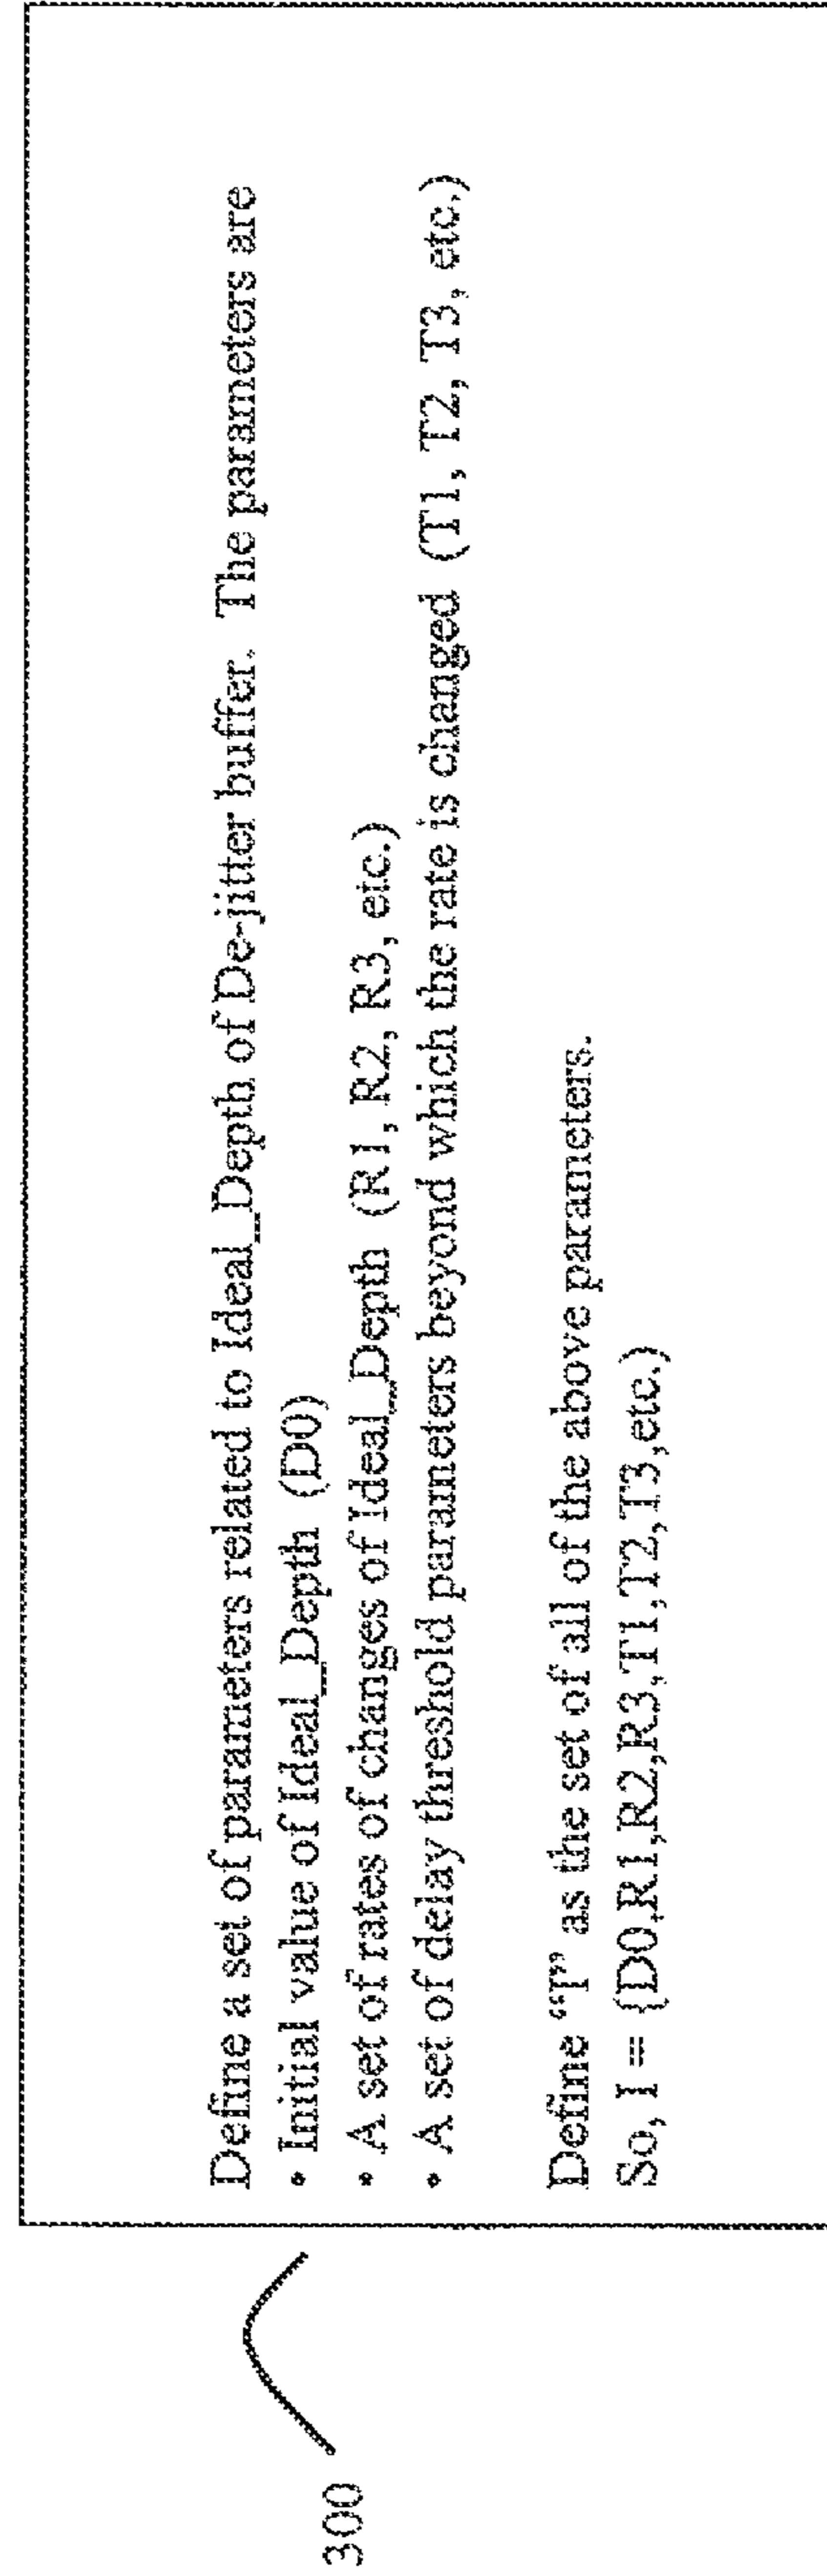 Define a set of parameters related to Ideal_Depth of De-jitter buffer. The parameters are
• Initial value of Ideal_Depth (D0)
• A set of rates of changes of Ideal_Depth (R1, R2, R3, etc.)
• A set of delay threshold parameters beyond which the rate is changed (T1, T2, T3, etc.)
Define “I” as the set of all of the above parameters.
So, I = {D0,R1,R2,R3,T1,T2,T3,etc.)
300